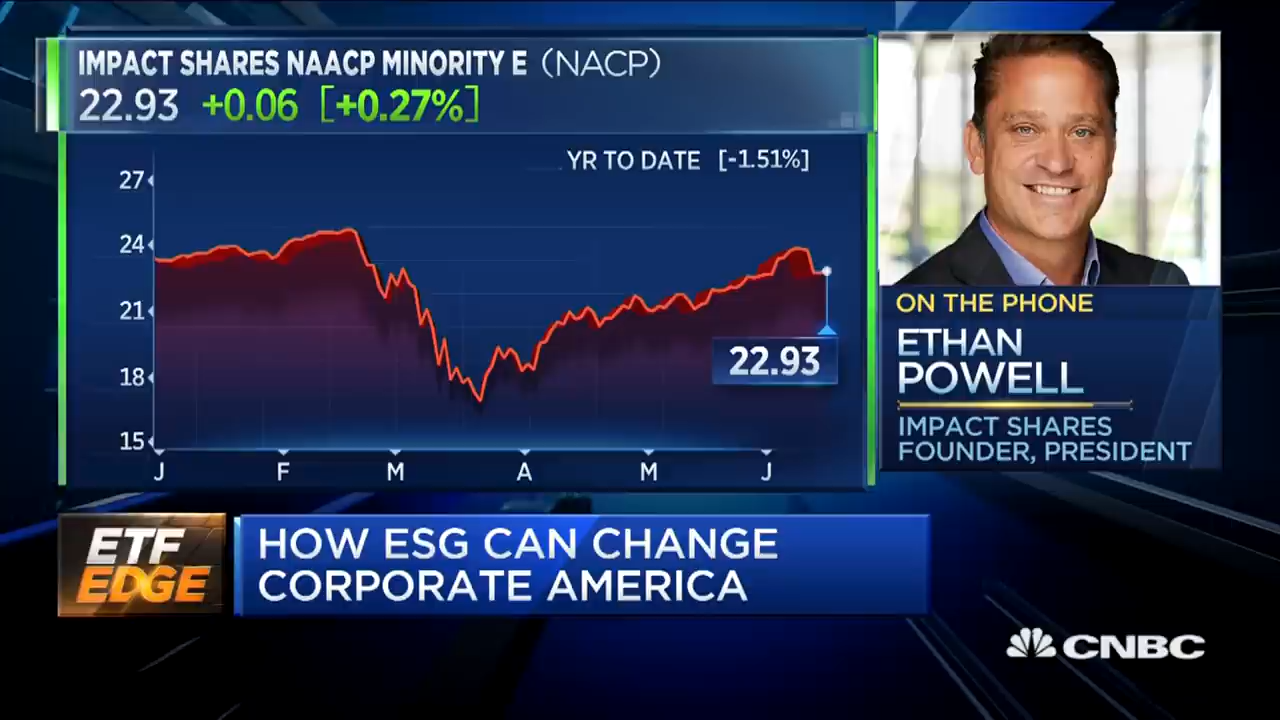 IMPACT SHARES NAACP MINORITY E (NACP)
22.93 +0.06 [+0.27%]
YR TO DATE [-1.51%]
27
24
21
18
15
J F M A M J
22.93
ON THE PHONE
ETHAN
POWELL
IMPACT SHARES
FOUNDER, PRESIDENT
ETF
EDGE
HOW ESG CAN CHANGE
CORPORATE AMERICA
CNBC